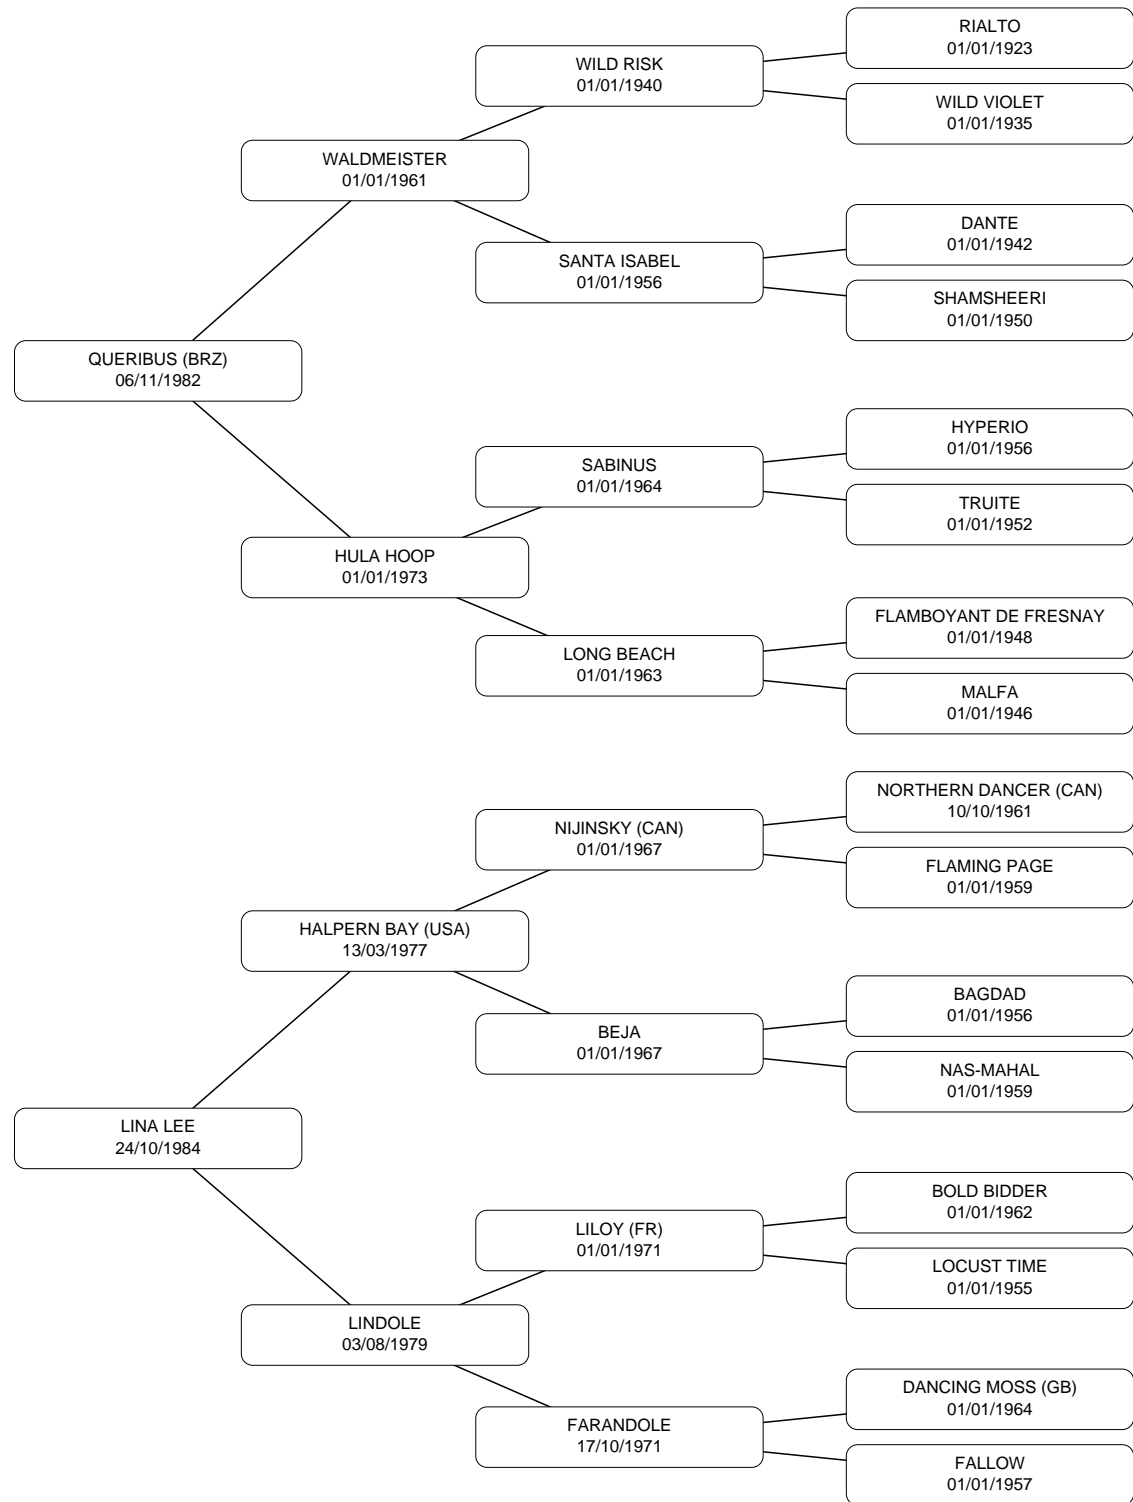 RIALTO
01/01/1923
WILD RISK
01/01/1940
WILD VIOLET
01/01/1935
WALDMEISTER
01/01/1961
DANTE
01/01/1942
SANTA ISABEL
01/01/1956
SHAMSHEERI
01/01/1950
QUERIBUS (BRZ)
06/11/1982
HYPERIO
01/01/1956
SABINUS
01/01/1964
TRUITE
01/01/1952
HULA HOOP
01/01/1973
FLAMBOYANT DE FRESNAY
01/01/1948
LONG BEACH
01/01/1963
MALFA
01/01/1946
NORTHERN DANCER (CAN)
10/10/1961
NIJINSKY (CAN)
01/01/1967
FLAMING PAGE
01/01/1959
HALPERN BAY (USA)
13/03/1977
BAGDAD
01/01/1956
BEJA
01/01/1967
NAS-MAHAL
01/01/1959
LINA LEE
24/10/1984
BOLD BIDDER
01/01/1962
LILOY (FR)
01/01/1971
LOCUST TIME
01/01/1955
LINDOLE
03/08/1979
DANCING MOSS (GB)
01/01/1964
FARANDOLE
17/10/1971
FALLOW
01/01/1957